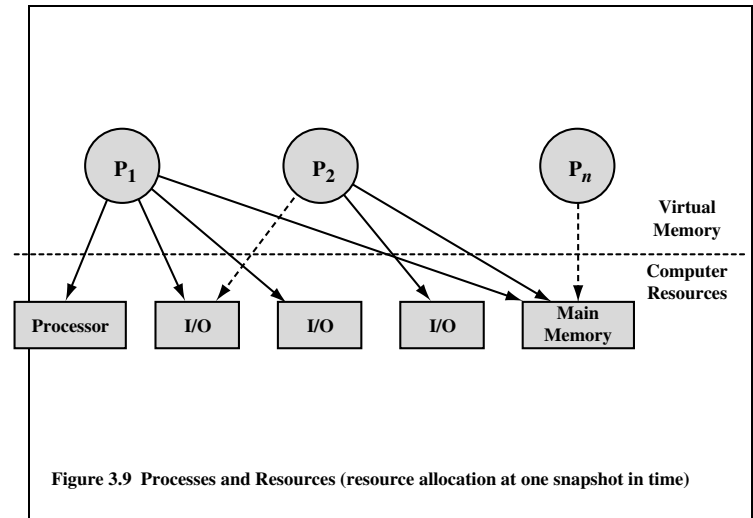 P1
P2
Pn
Virtual
Memory
Computer
Resources
Processor
I/O
I/O
I/O
Main
Memory
Figure 3.9 Processes and Resources (resource allocation at one snapshot in time)